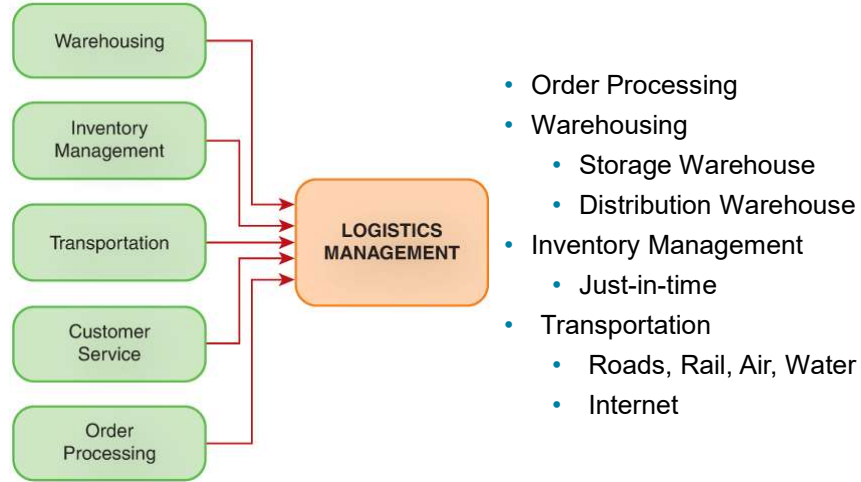 Warehousing
Inventory
Management
Transportation
Customer
Service
Order
Processing
LOGISTICS
MANAGEMENT
• Order Processing
• Warehousing
• Storage Warehouse
• Distribution Warehouse
• Inventory Management
• Just-in-time
• Transportation
• Roads, Rail, Air, Water
• Internet